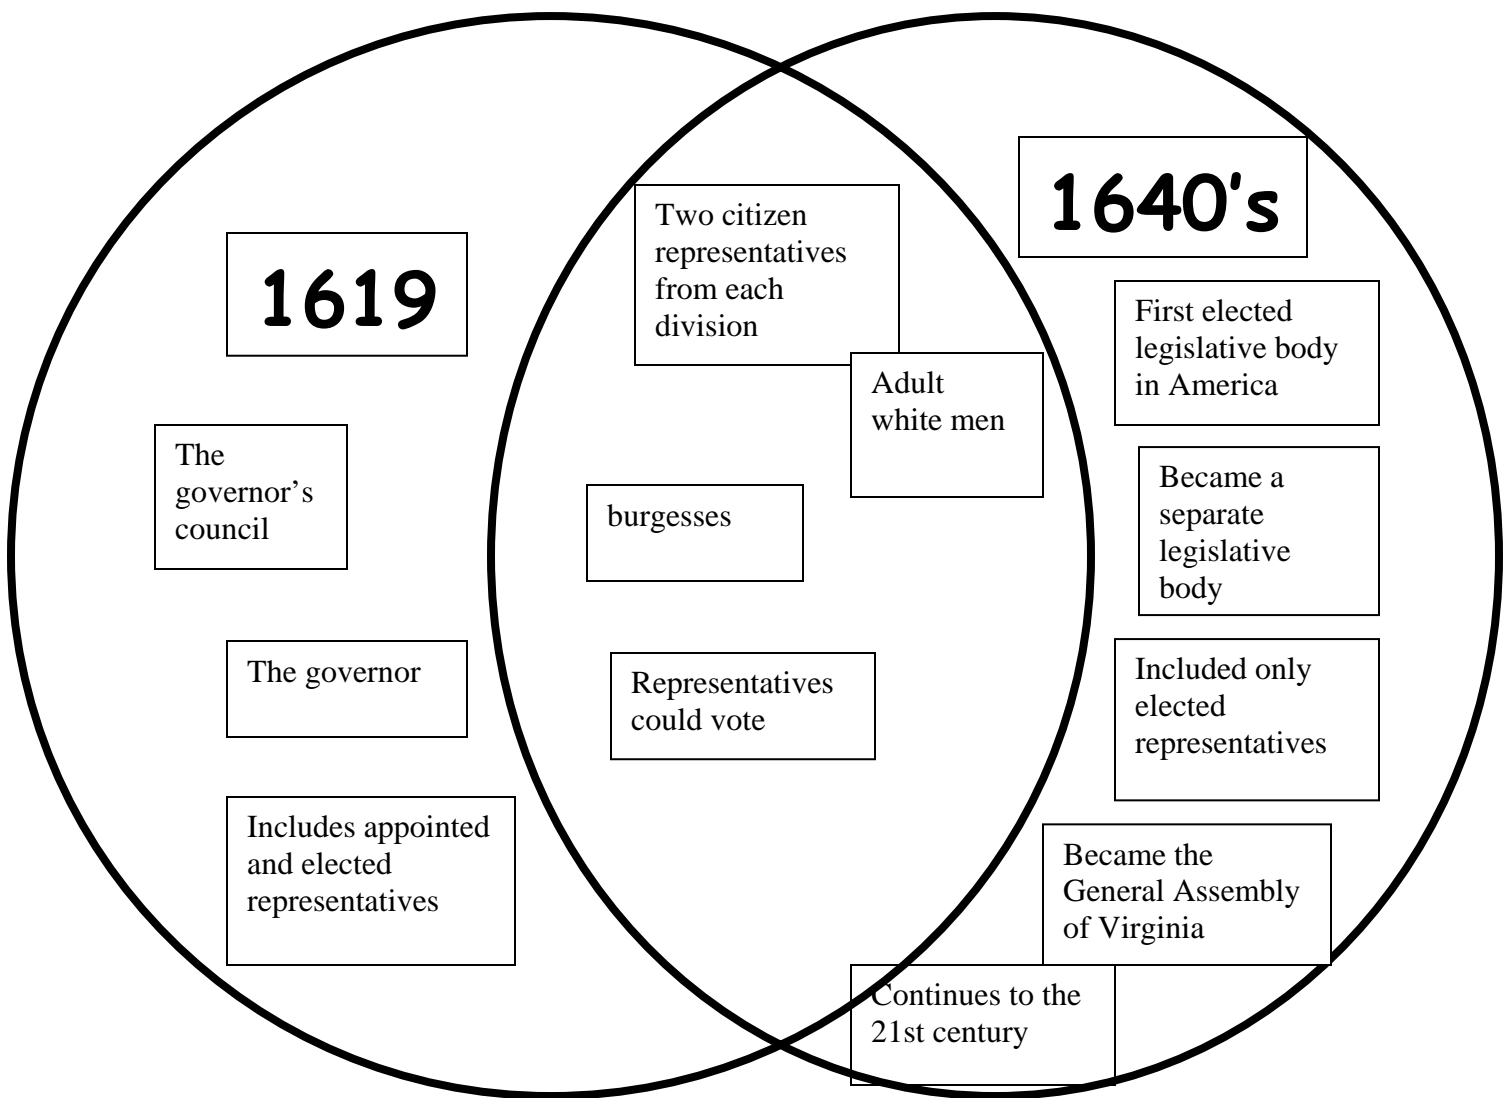 1619
The
governor’s
council
The governor
Includes appointed
and elected
representatives
Two citizen
representatives
from each
division
Adult
white men
burgesses
Representatives
could vote
1640’s
First elected
legislative body
in America
Became a
separate
legislative
body
Included only
elected
representatives
Became the
General Assembly
of Virginia
Continues to the
21st century